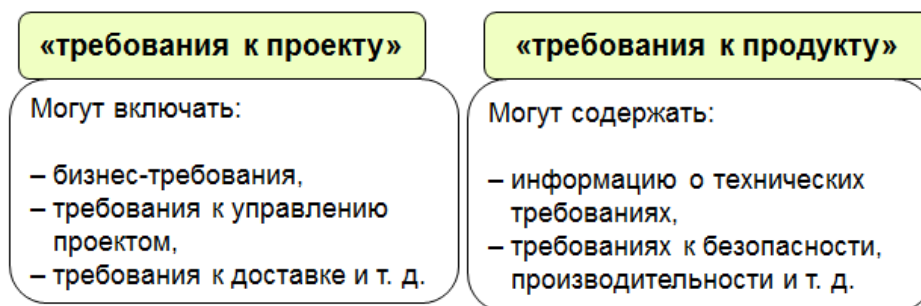 «требования к проекту»
Могут включать:
– бизнес-требования,
– требования к управлению
проектом,
– требования к доставке и т. д.
«требования к продукту»
Могут содержать:
– информацию о технических
требованиях,
– требованиях к безопасности,
производительности и т. д.